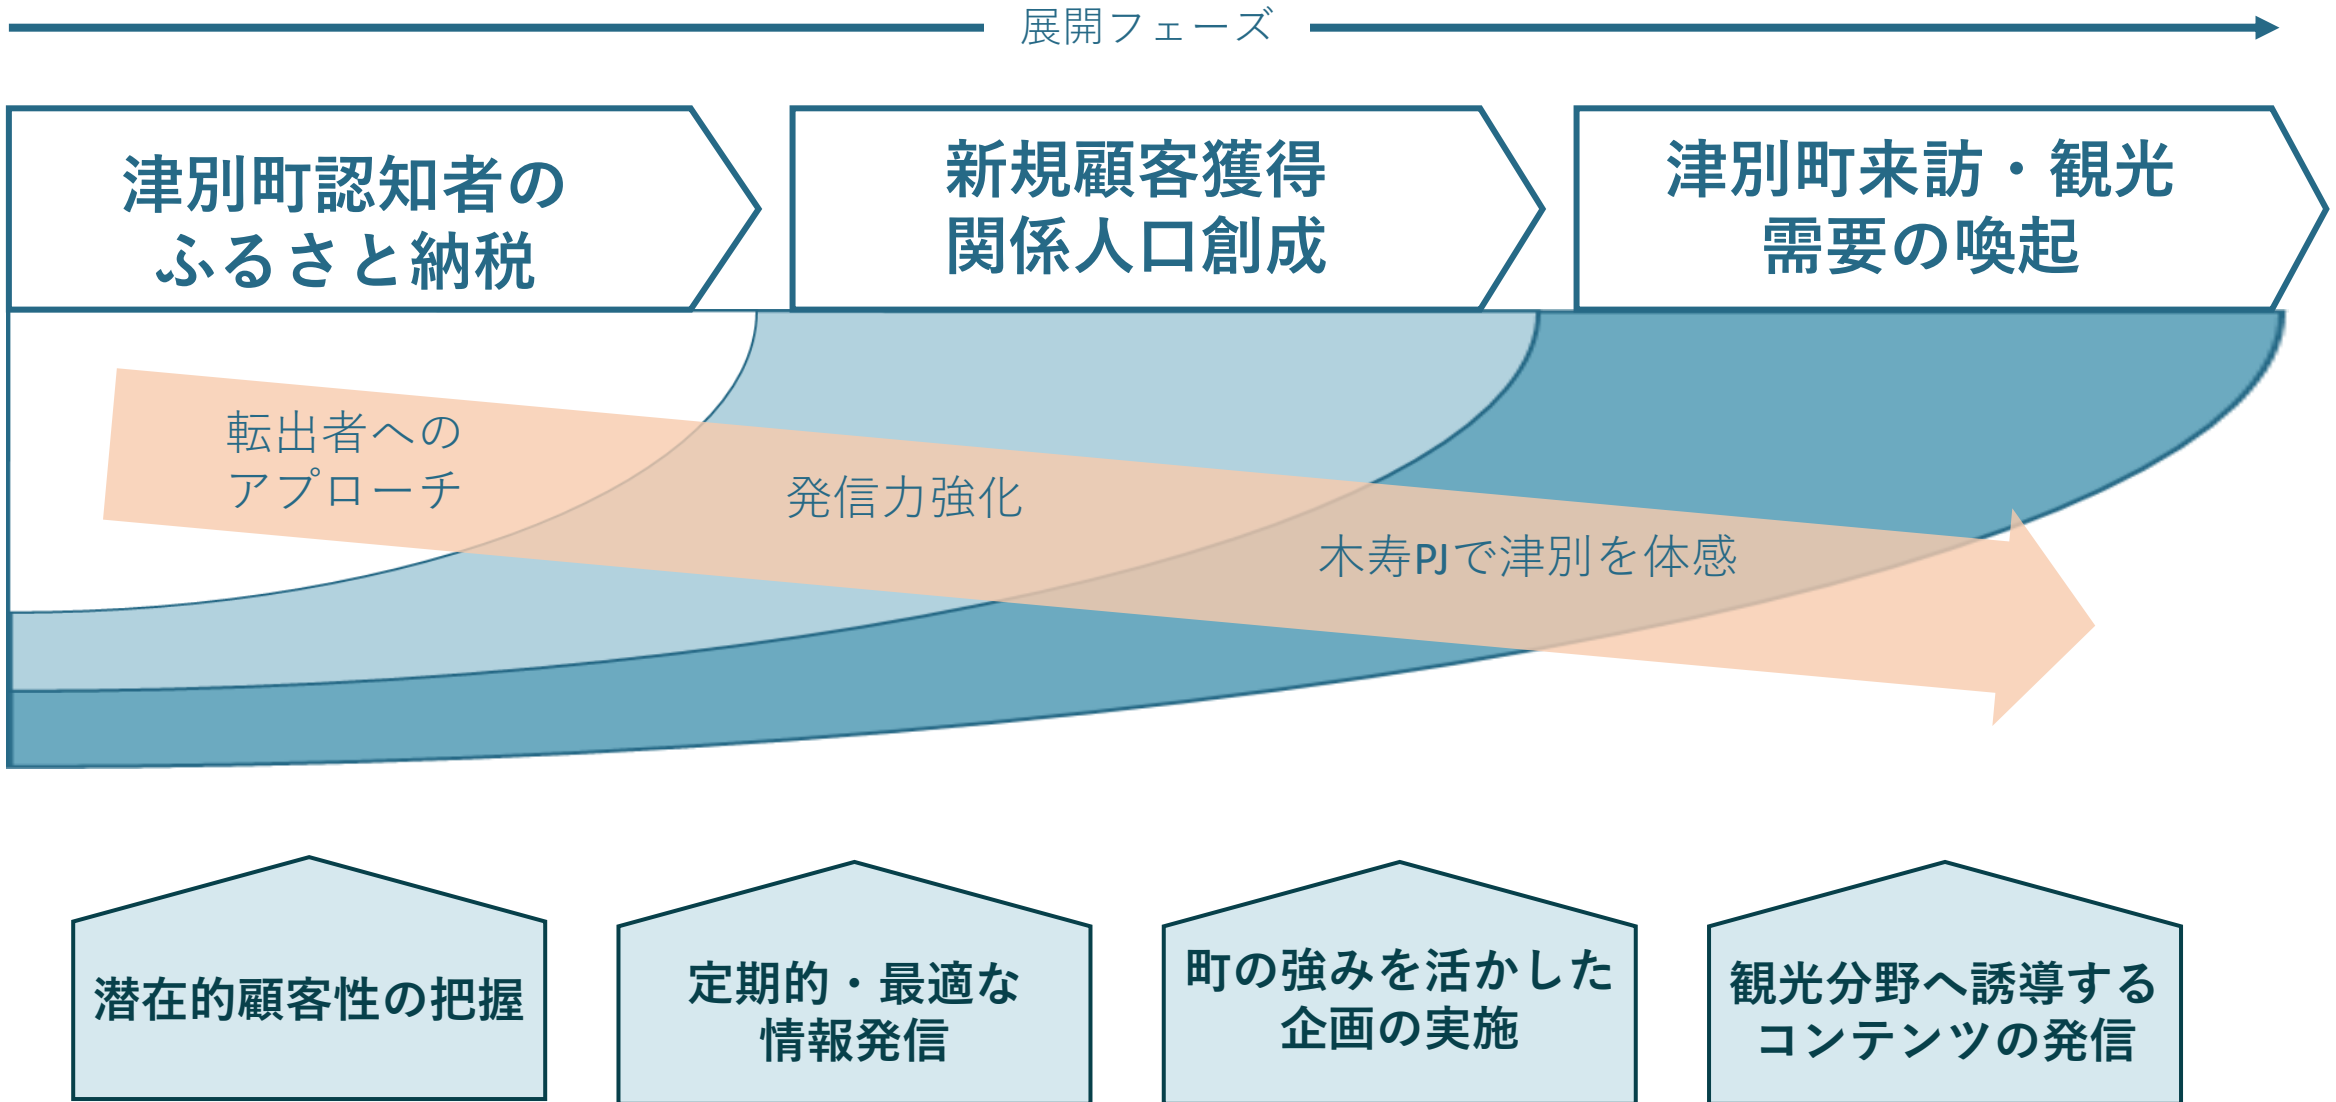 展開フェーズ
津別町認知者の
ふるさと納税
新規顧客獲得
関係人口創成
津別町来訪・観光
需要の喚起
転出者への
アプローチ
発信力強化
木寿PJで津別を体感
潜在的顧客性の把握
定期的・最適な
情報発信
町の強みを活かした
企画の実施
観光分野へ誘導する
コンテンツの発信